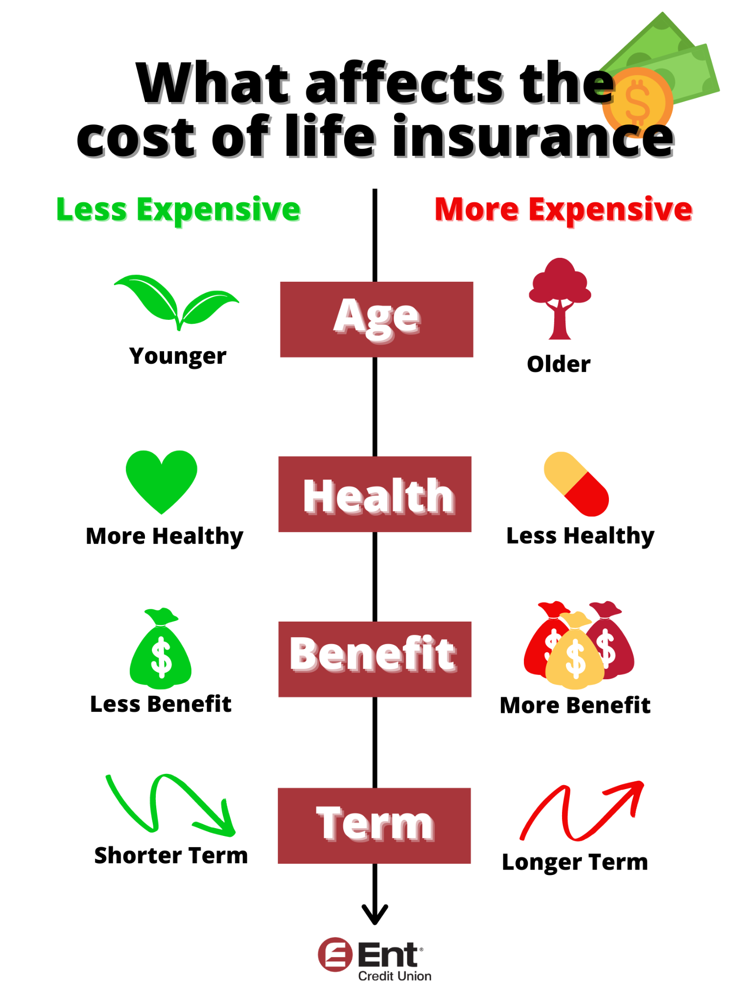 What affects the
cost of life insurance
Less Expensive
More Expensive
Age
Younger
Older
Health
More Healthy
Less Healthy
Benefit
Less Benefit
More Benefit
Term
Shorter Term
Longer Term
Ent®
Credit Union